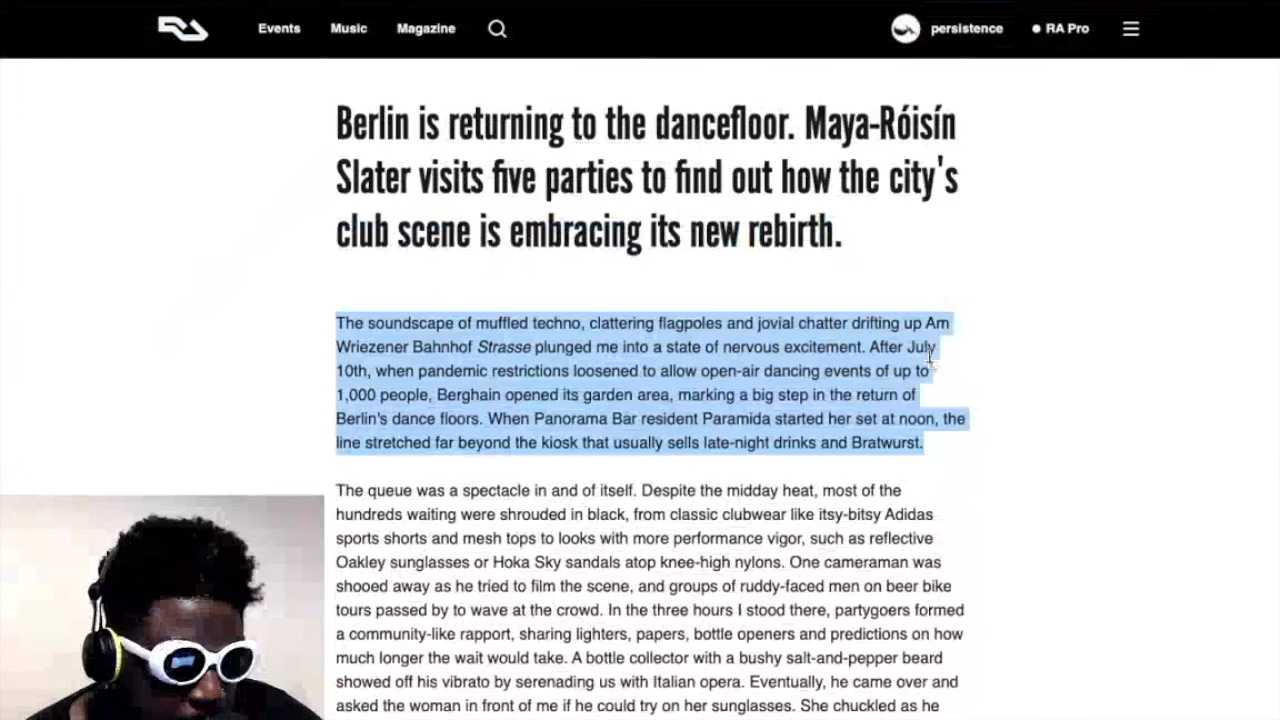 Events Music Magazine persistence RA Pro
Berlin is returning to the dancefloor. Maya-Róisín
Slater visits five parties to find out how the city's
club scene is embracing its new rebirth.
The soundscape of muffled techno, clattering flagpoles and jovial chatter drifting up Am
Wriezener Bahnhof Strasse plunged me into a state of nervous excitement. After July
10th, when pandemic restrictions loosened to allow open-air dancing events of up to
1,000 people, Berghain opened its garden area, marking a big step in the return of
Berlin's dance floors. When Panorama Bar resident Paramida started her set at noon, the
line stretched far beyond the kiosk that usually sells late-night drinks and Bratwurst.
The queue was a spectacle in and of itself. Despite the midday heat, most of the
hundreds waiting were shrouded in black, from classic clubwear like itsy-bitsy Adidas
sports shorts and mesh tops to looks with more performance vigor, such as reflective
Oakley sunglasses or Hoka Sky sandals atop knee-high nylons. One cameraman was
shooed away as he tried to film the scene, and groups of ruddy-faced men on beer bike
tours passed by to wave at the crowd. In the three hours I stood there, partygoers formed
a community-like rapport, sharing lighters, papers, bottle openers and predictions on how
much longer the wait would take. A bottle collector with a bushy salt-and-pepper beard
showed off his vibrato by serenading us with Italian opera. Eventually, he came over and
asked the woman in front of me if he could try on her sunglasses. She chuckled as he